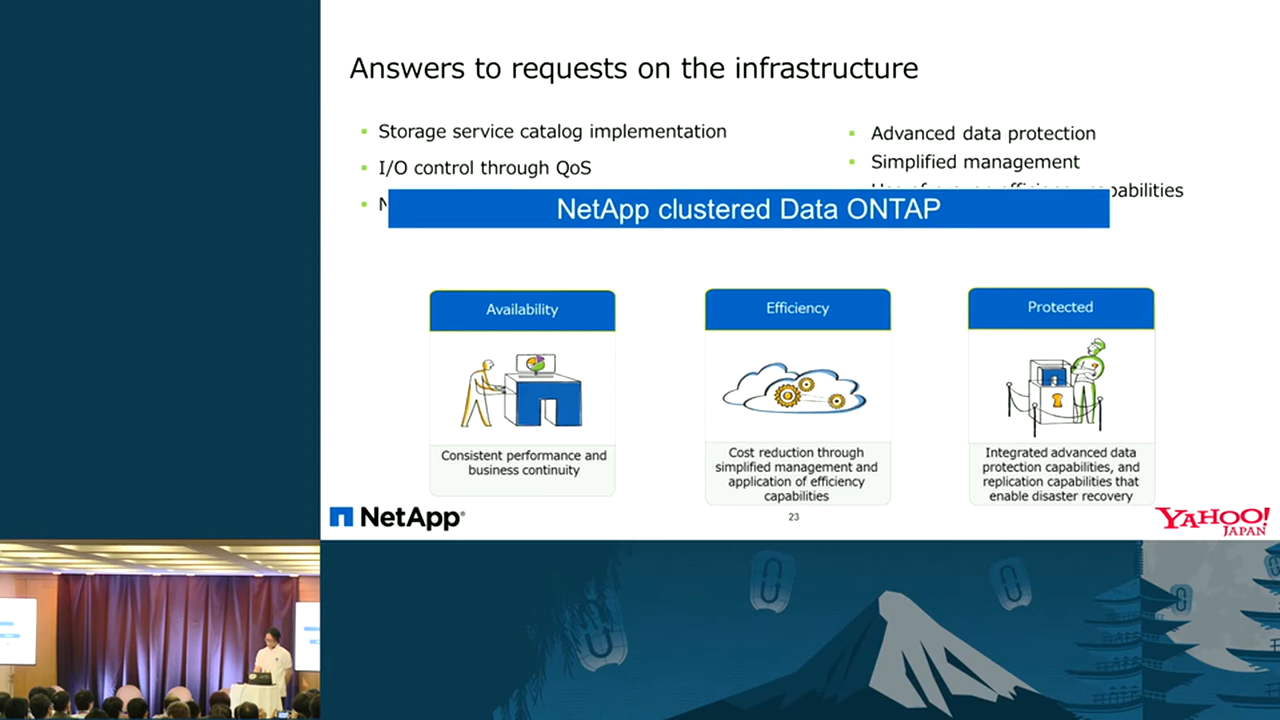 Answers to requests on the infrastructure
Storage service catalog implementation
I/O control through QoS
Advanced data protection
Simplified management
NetApp clustered Data ONTAP
Availability
Consistent performance and
business continuity
Efficiency
Cost reduction through
simplified management and
application of efficiency
capabilities
Protected
Integrated advanced data
protection capabilities, and
replication capabilities that
enable disaster recovery
NetApp®
23
YAHOO!
JAPAN